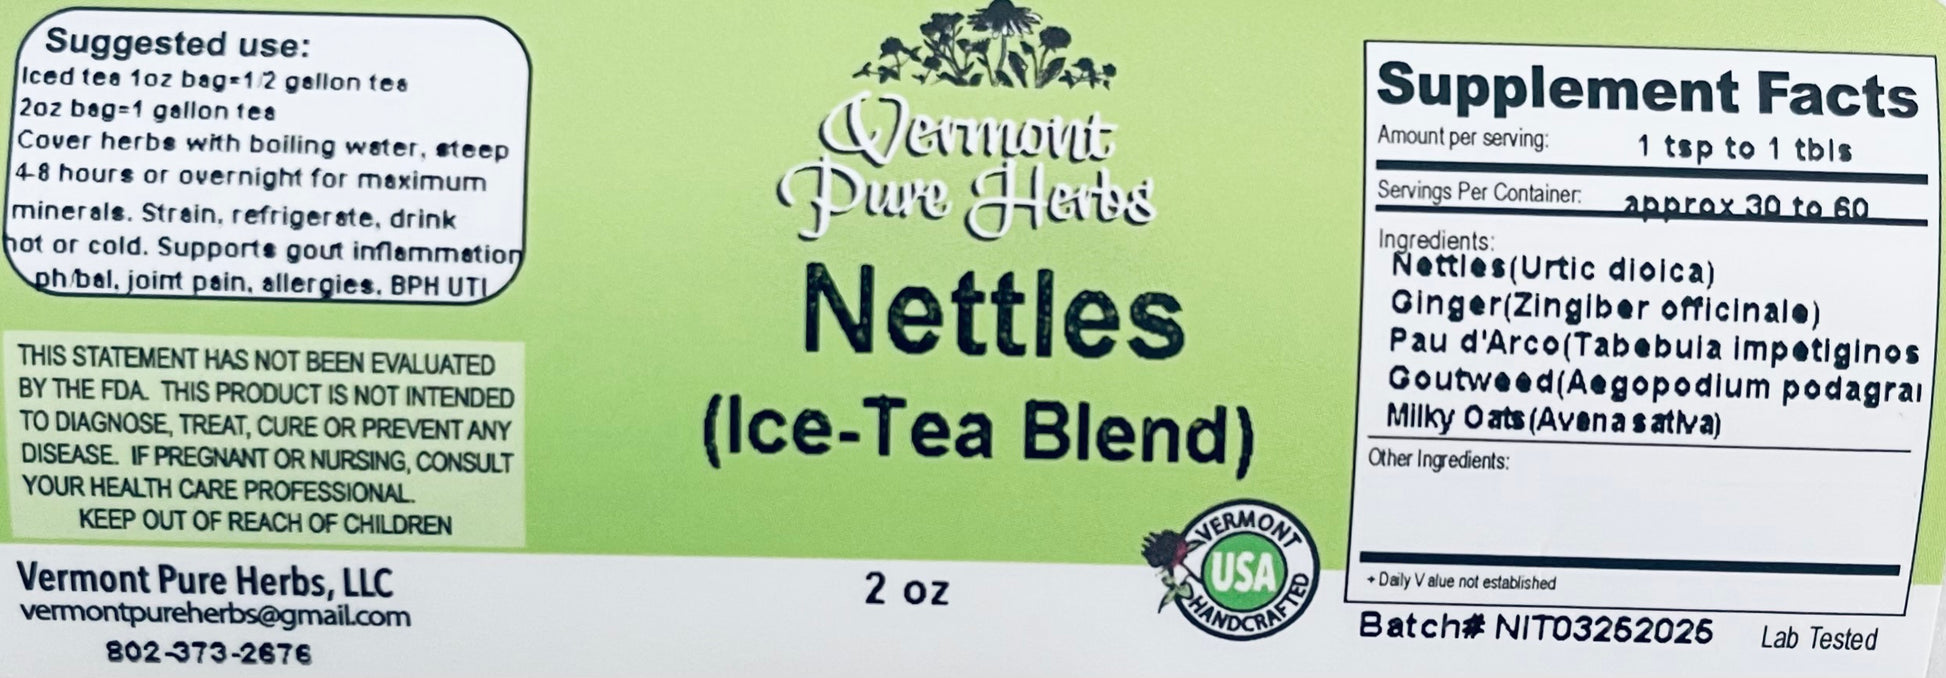 Suggested use:
Iced tea 1oz bag=1/2 gallon tea
2oz bag=1 gallon tea
Cover herbs with boiling water, steep
4-8 hours or overnight for maximum
minerals. Strain, refrigerate, drink
hot or cold. Supports gout inflammation
ph/bal, joint pain, allergies, BPH UTI
THIS STATEMENT HAS NOT BEEN EVALUATED
BY THE FDA. THIS PRODUCT IS NOT INTENDED
TO DIAGNOSE, TREAT, CURE OR PREVENT ANY
DISEASE. IF PREGNANT OR NURSING, CONSULT
YOUR HEALTH CARE PROFESSIONAL.
KEEP OUT OF REACH OF CHILDREN
Vermont Pure Herbs, LLC
vermontpureherbs@gmail.com
802-373-2676
Vermont
Pure Herbs
Nettles
(Ice-Tea Blend)
2 oz
VERMONT
USA
HANDCRAFTED
Supplement Facts
Amount per serving: 1 tsp to 1 tbls
Servings Per Container: approx 30 to 60
Ingredients:
Nettles(Urtic dioica)
Ginger(Zingiber officinale)
Pau d'Arco(Tabebuia impetiginos
Goutweed(Aegopodium podagrar
Milky Oats(Avena sativa)
Other Ingredients:
+ Daily Value not established
Batch# NIT03252025
Lab Tested